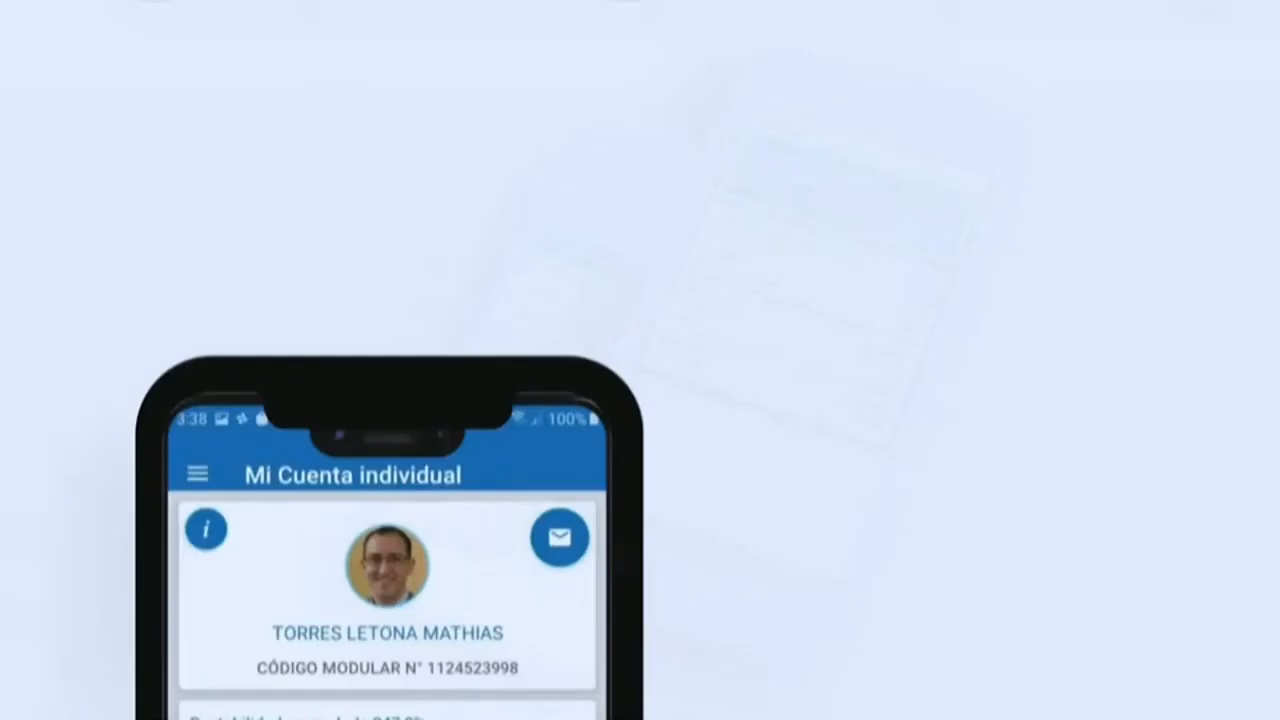 3:38 100%
Mi Cuenta individual
i
TORRES LETONA MATHIAS
CÓDIGO MODULAR N° 1124523998